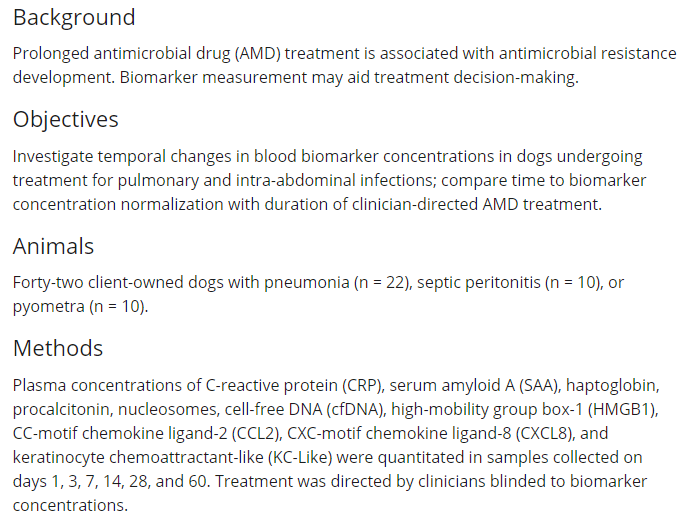 Background
Prolonged antimicrobial drug (AMD) treatment is associated with antimicrobial resistance
development. Biomarker measurement may aid treatment decision-making.
Objectives
Investigate temporal changes in blood biomarker concentrations in dogs undergoing
treatment for pulmonary and intra-abdominal infections; compare time to biomarker
concentration normalization with duration of clinician-directed AMD treatment.
Animals
Forty-two client-owned dogs with pneumonia (n = 22), septic peritonitis (n = 10), or
pyometra (n = 10).
Methods
Plasma concentrations of C-reactive protein (CRP), serum amyloid A (SAA), haptoglobin,
procalcitonin, nucleosomes, cell-free DNA (cfDNA), high-mobility group box-1 (HMGB1),
CC-motif chemokine ligand-2 (CCL2), CXC-motif chemokine ligand-8 (CXCL8), and
keratinocyte chemoattractant-like (KC-Like) were quantitated in samples collected on
days 1, 3, 7, 14, 28, and 60. Treatment was directed by clinicians blinded to biomarker
concentrations.